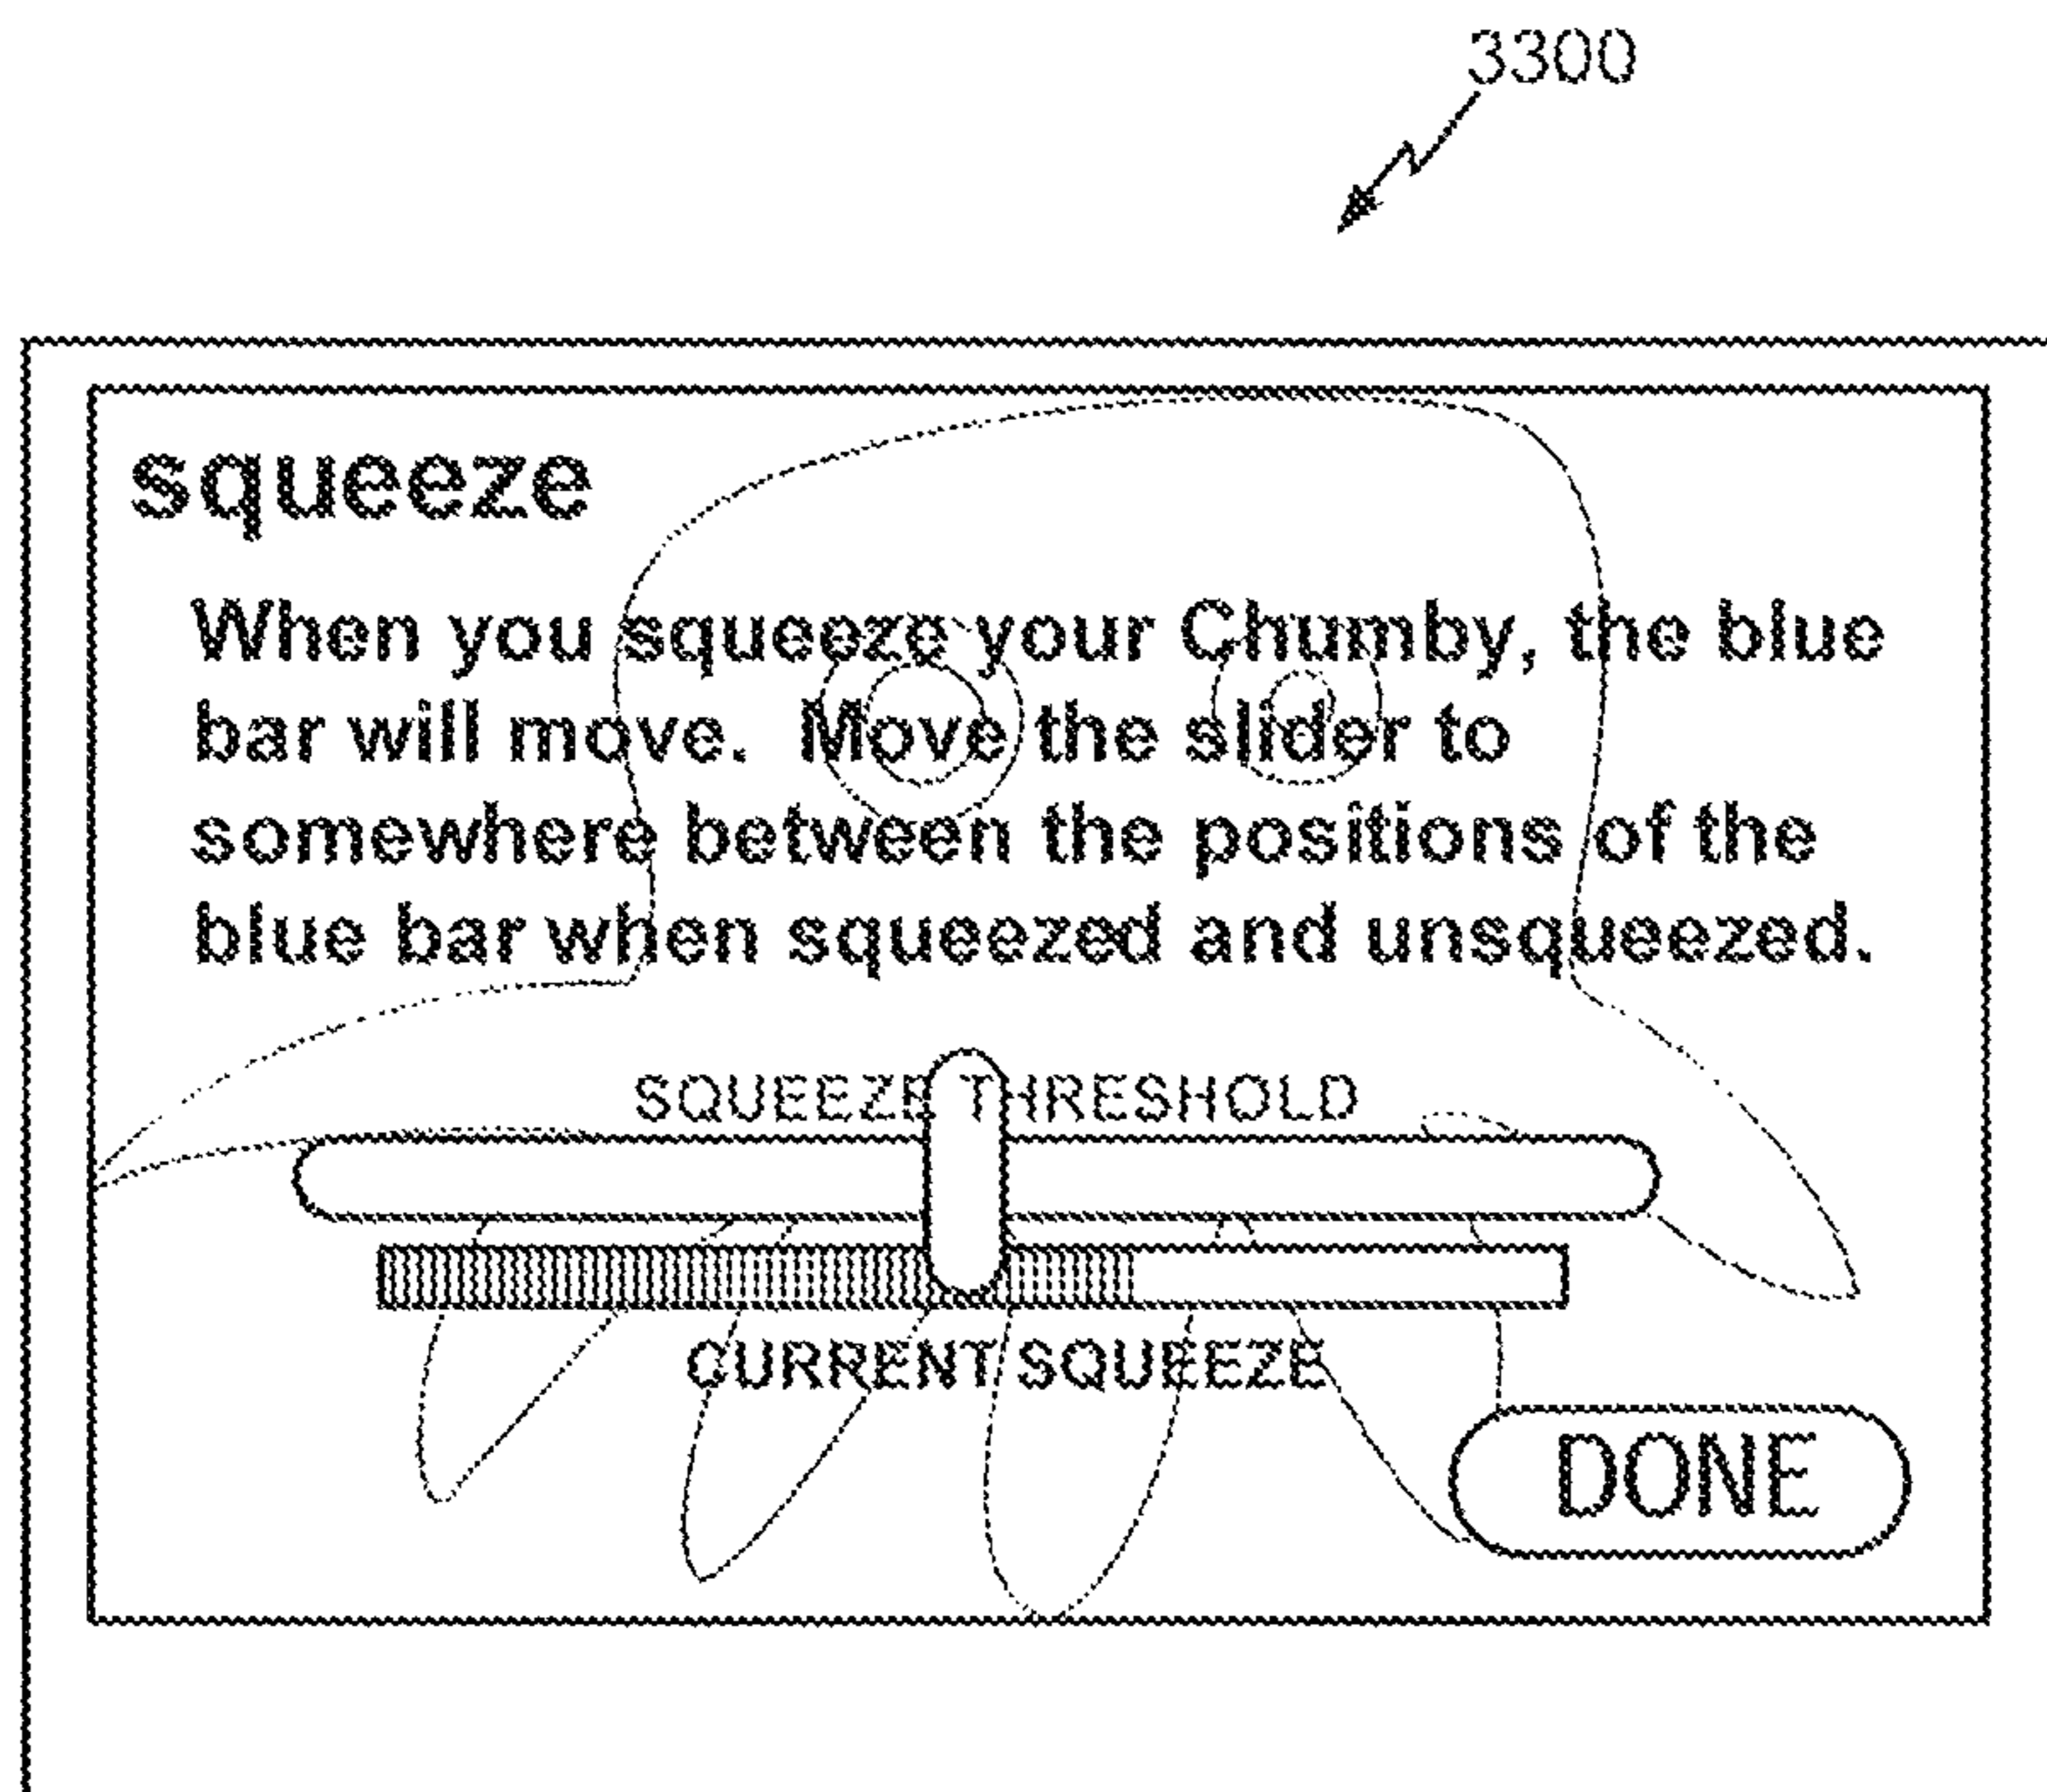 3300
squeeze
When you squeeze your Chumby, the blue
bar will move. Move the slider to
somewhere between the positions of the
blue bar when squeezed and unsqueezed.
SQUEEZE THRESHOLD
CURRENT SQUEEZE
DONE